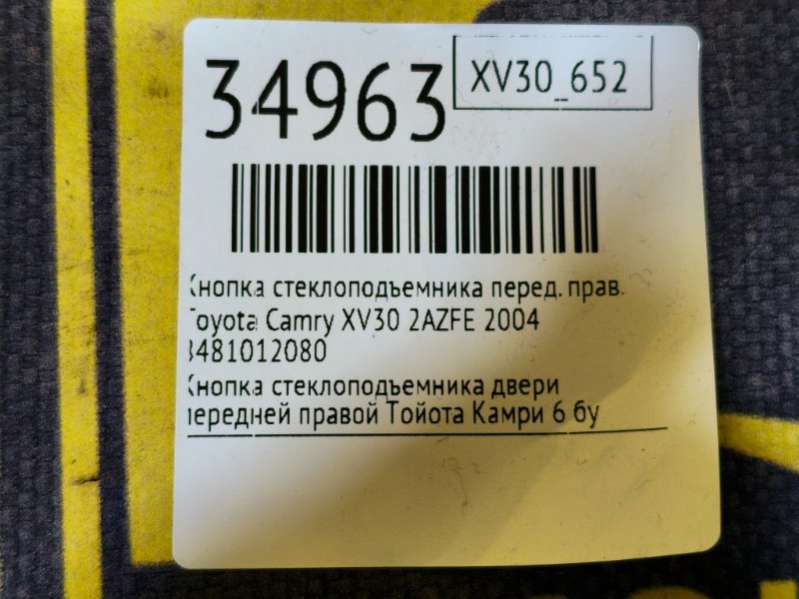 34963
XV30_652
Кнопка стеклоподъемника перед. прав.
Toyota Camry XV30 2AZFE 2004
8481012080
Кнопка стеклоподъемника двери
передней правой Тойота Камри 6 бу